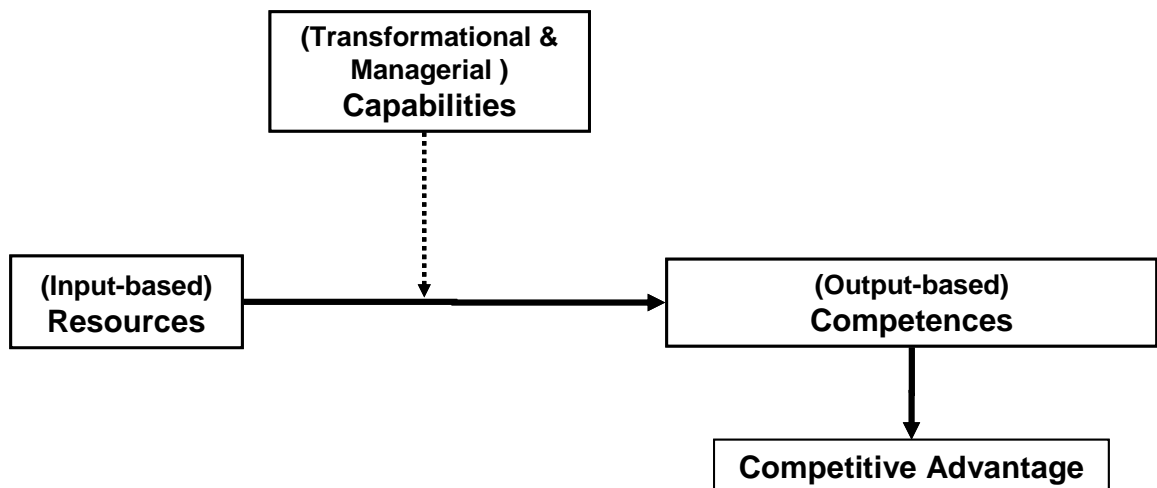 (Transformational &
Managerial )
Capabilities
(Input-based)
Resources
(Output-based)
Competences
Competitive Advantage